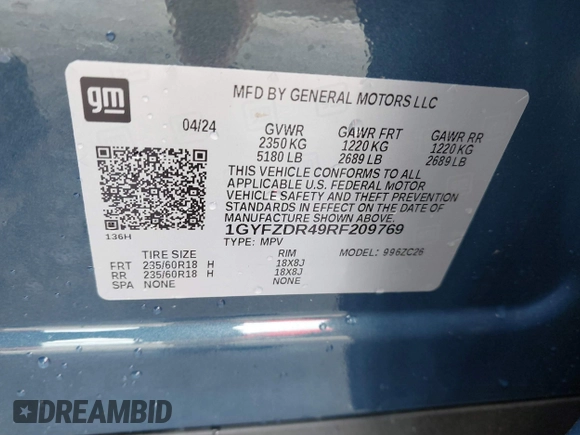 gm
MFD BY GENERAL MOTORS LLC
04/24 GVWR GAWR FRT GAWR RR
2350 KG 1220 KG 1220 KG
5180 LB 2689 LB 2689 LB
THIS VEHICLE CONFORMS TO ALL
APPLICABLE U.S. FEDERAL MOTOR
VEHICLE SAFETY AND THEFT PREVENTION
STANDARDS IN EFFECT ON THE DATE OF
MANUFACTURE SHOWN ABOVE.
1GYFZDR49RF209769
136H
TYPE: MPV MODEL: 996ZC26
TIRE SIZE RIM
FRT 235/60R18 H 18X8J
RR 235/60R18 H 18X8J
SPA NONE NONE
DREAMBID